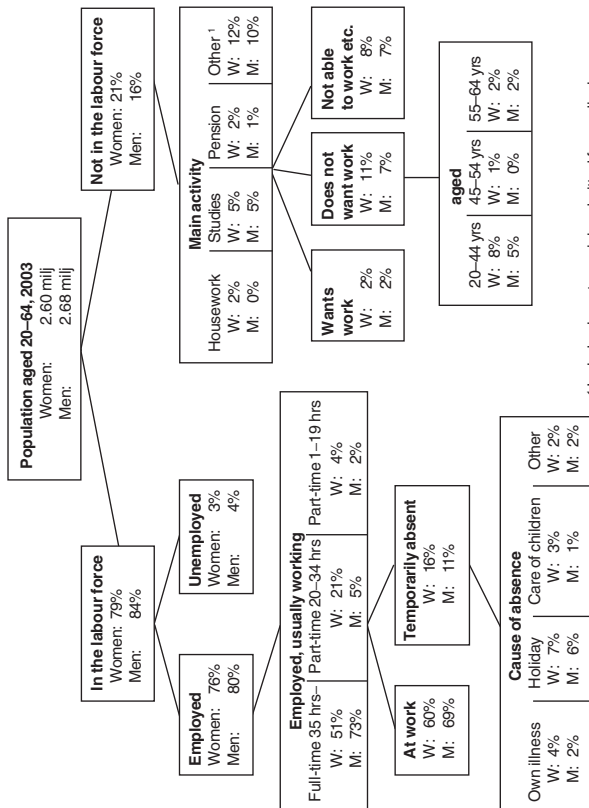 Population aged 20–64, 2003
Women: 2.60 milj
Men: 2.68 milj
In the labour force
Women: 79%
Men: 84%
Not in the labour force
Women: 21%
Men: 16%
Employed
Women: 76%
Men: 80%
Unemployed
Women: 3%
Men: 4%
Main activity
Housework Studies Pension Other 1
W: 2% W: 5% W: 2% W: 12%
M: 0% M: 5% M: 1% M: 10%
Employed, usually working
Full-time 35 hrs– Part-time 20–34 hrs Part-time 1–19 hrs
W: 51% W: 21% W: 4%
M: 73% M: 5% M: 2%
Wants
work
W: 2%
M: 2%
Does not
want work
W: 11%
M: 7%
Not able
to work etc.
W: 8%
M: 7%
At work
W: 60%
M: 69%
Temporarily absent
W: 16%
M: 11%
aged
20–44 yrs 45–54 yrs 55–64 yrs
W: 8% W: 1% W: 2%
M: 5% M: 0% M: 2%
Cause of absence
Own illness Holiday Care of children Other
W: 4% W: 7% W: 3% W: 2%
M: 2% M: 6% M: 1% M: 2%